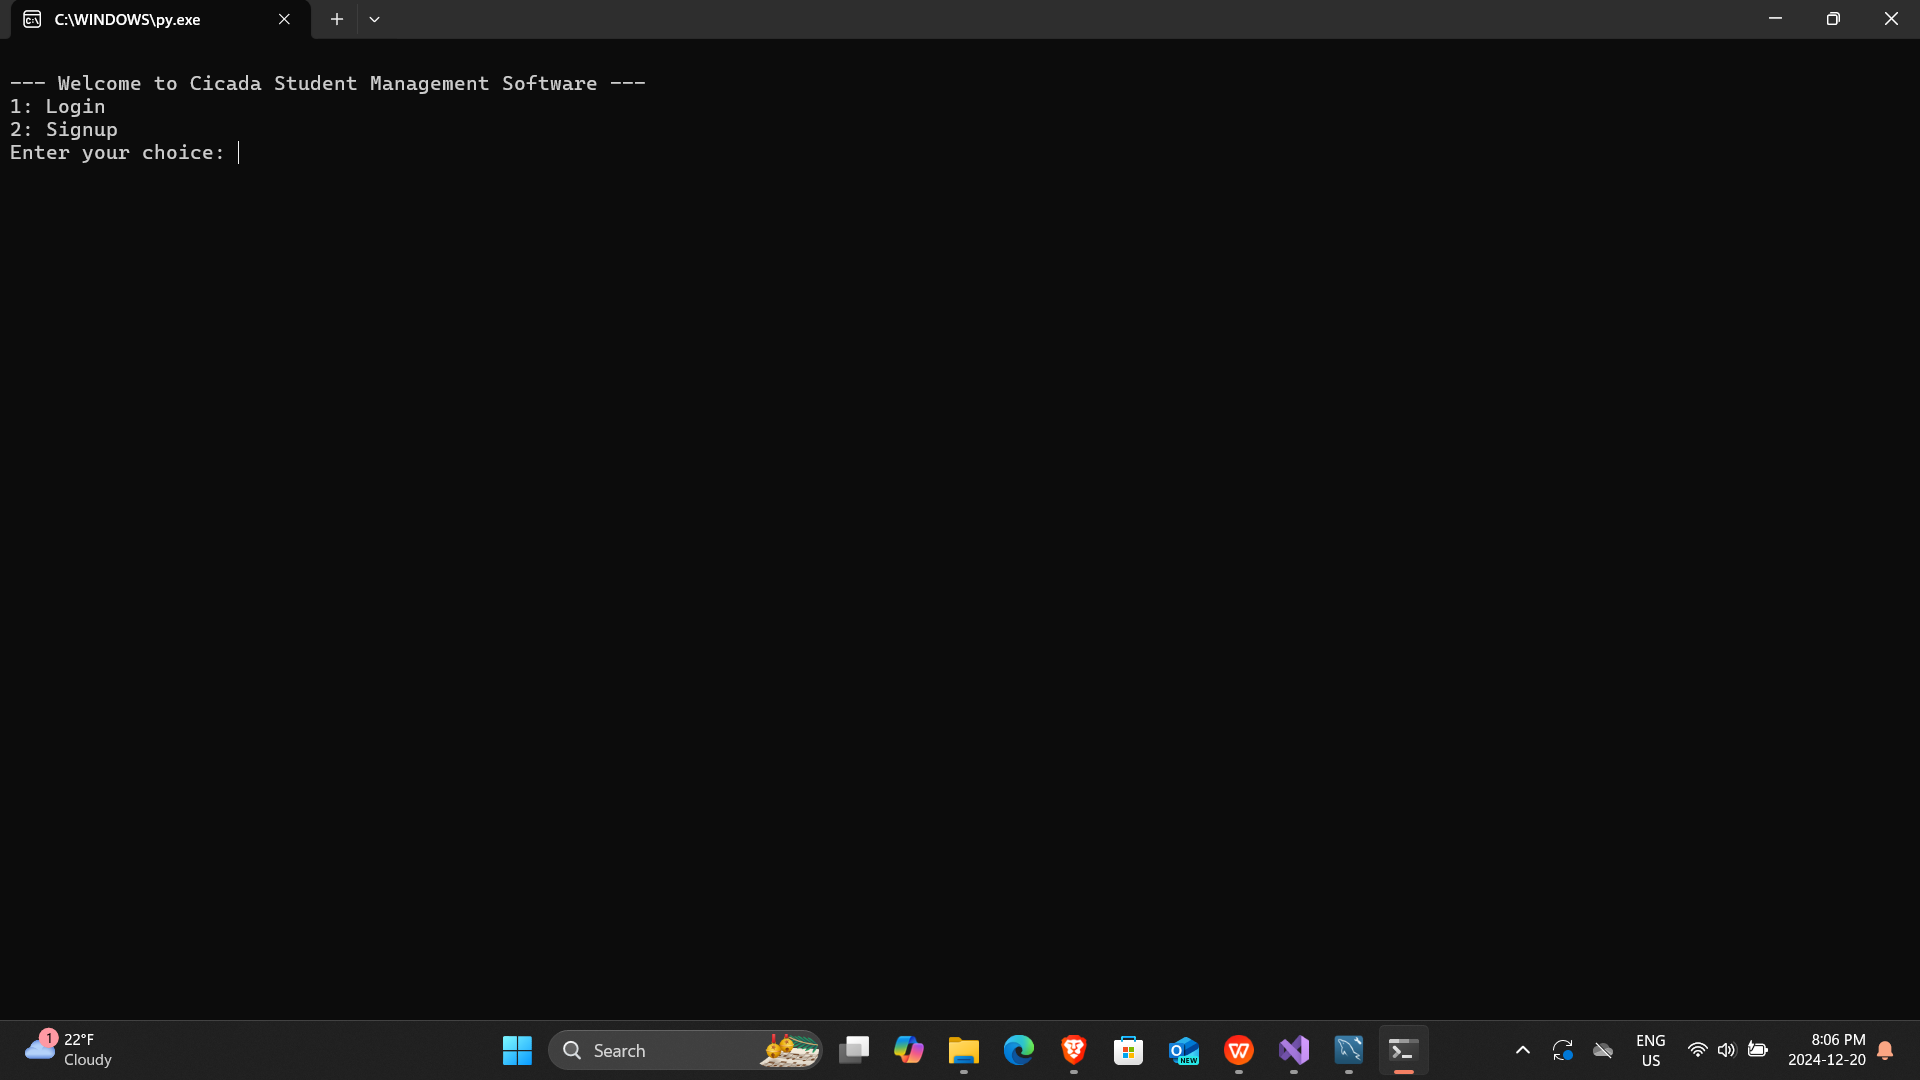 C:\WINDOWS\py.exe
--- Welcome to Cicada Student Management Software ---
1: Login
2: Signup
Enter your choice:
1
22°F
Cloudy
Search
NEW
ENG
US
8:06 PM
2024-12-20